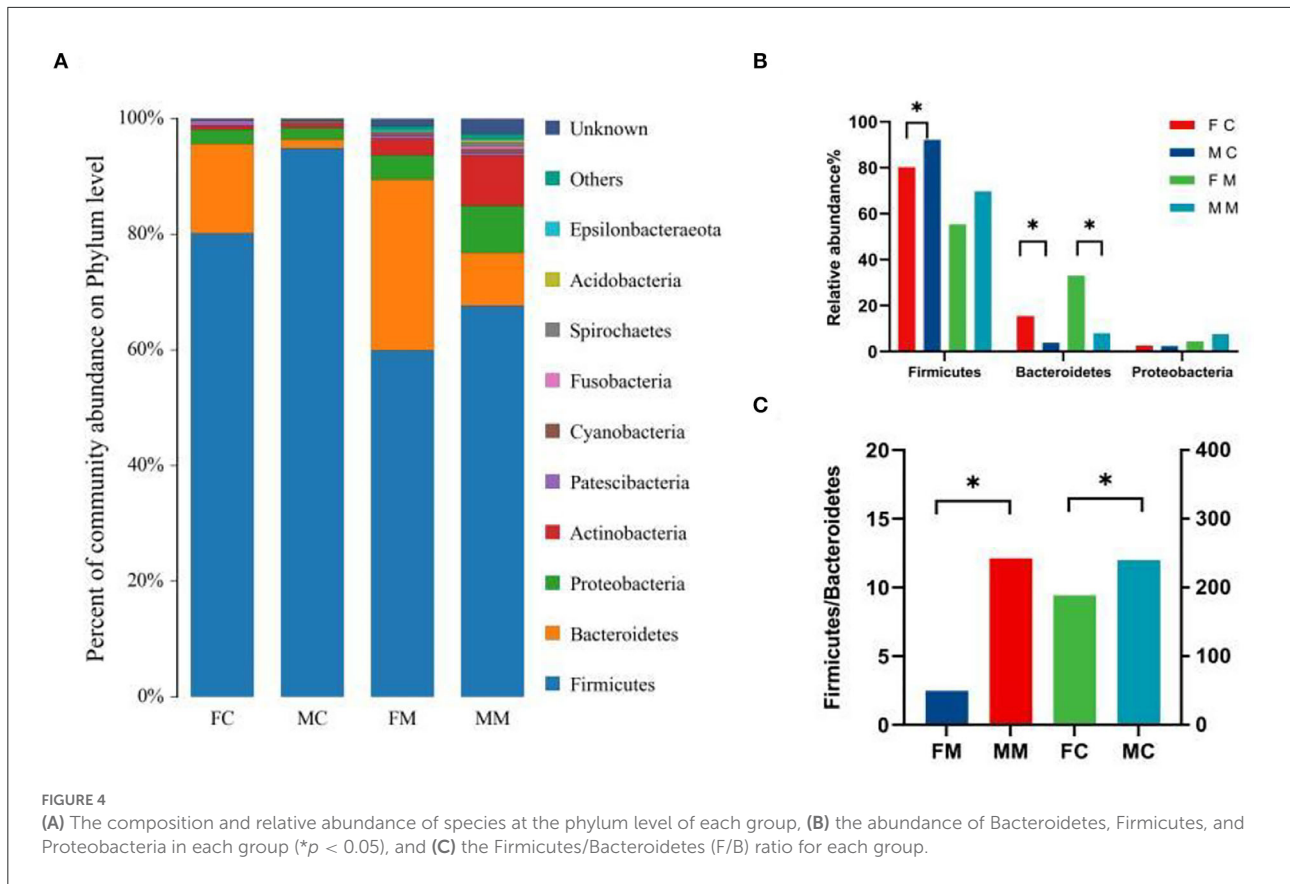 A
Percent of community abundance on Phylum level
100%
80%
60%
40%
20%
0%
FC
MC
FM
MM
Unknown
Others
Epsilonbacteraeota
Acidobacteria
Spirochaetes
Fusobacteria
Cyanobacteria
Patescibacteria
Actinobacteria
Proteobacteria
Bacteroidetes
Firmicutes
B
Relative abundance%
100
80
60
40
20
0
*
*
*
Firmicutes
Bacteroidetes
Proteobacteria
F C
M C
F M
M M
C
Firmicutes/Bacteroidetes
20
15
10
5
0
*
*
400
300
200
100
0
FM
MM
FC
MC
FIGURE 4
(A) The composition and relative abundance of species at the phylum level of each group, (B) the abundance of Bacteroidetes, Firmicutes, and
Proteobacteria in each group (*p < 0.05), and (C) the Firmicutes/Bacteroidetes (F/B) ratio for each group.